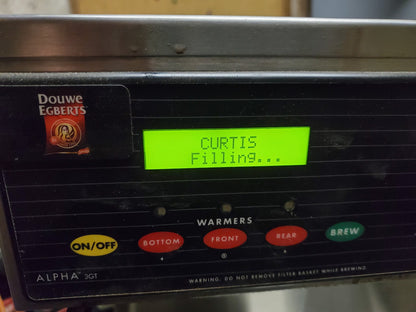 Douwe
EGBERTS
CURTIS
Filling...
WARMERS
ON/OFF
BOTTOM
FRONT
REAR
BREW
ALPHA™ 3GT
WARNING: DO NOT REMOVE FILTER BASKET WHILE BREWING.